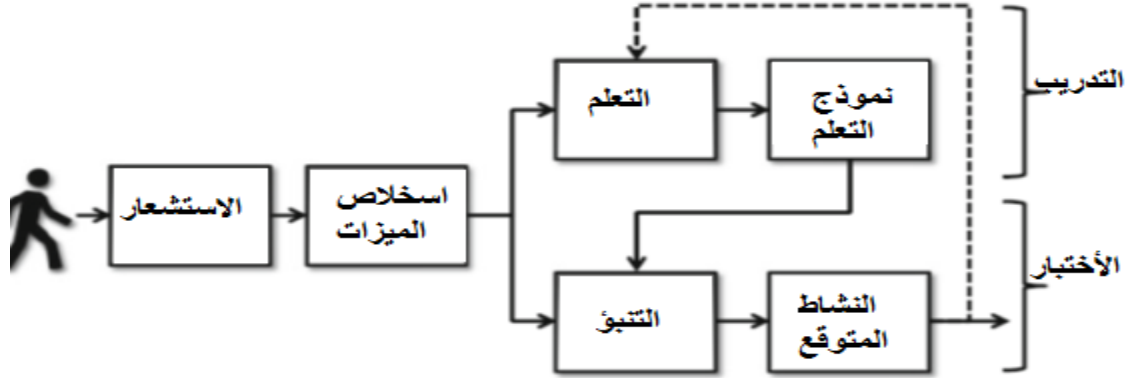 الاستشعار
اسخلاص
الميزات
التعلم
نموذج
التعلم
التدريب
التنبؤ
النشاط
المتوقع
الأختبار